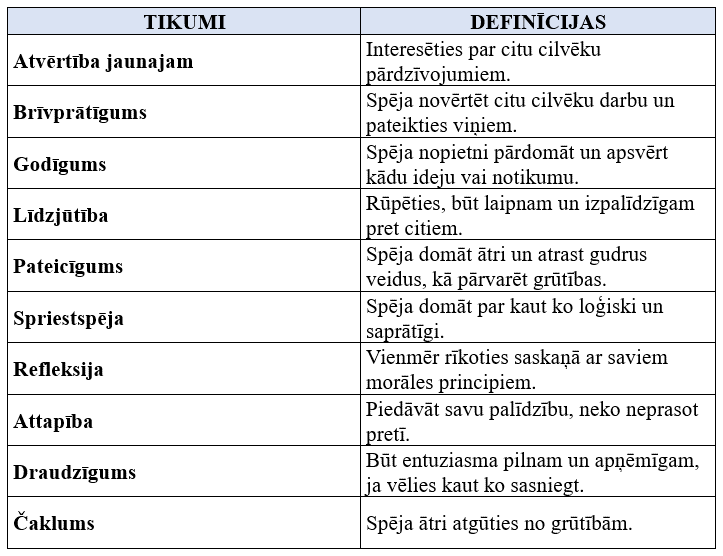 TIKUMI DEFINĪCIJAS
Atvērtība jaunajam
Interesēties par citu cilvēku
pārdzīvojumiem.
Brīvprātīgums
Spēja novērtēt citu cilvēku darbu un
pateikties viņiem.
Godīgums
Spēja nopietni pārdomāt un apsvērt
kādu ideju vai notikumu.
Līdzjūtība
Rūpēties, būt laipnam un izpalīdzīgam
pret citiem.
Pateicīgums
Spēja domāt ātri un atrast gudrus
veidus, kā pārvarēt grūtības.
Spriestspēja
Spēja domāt par kaut ko loģiski un
saprātīgi.
Refleksija
Vienmēr rīkoties saskaņā ar saviem
morāles principiem.
Attapība
Piedāvāt savu palīdzību, neko neprasot
pretī.
Draudzīgums
Būt entuziasma pilnam un apņēmīgam,
ja vēlies kaut ko sasniegt.
Čaklums
Spēja ātri atgūties no grūtībām.